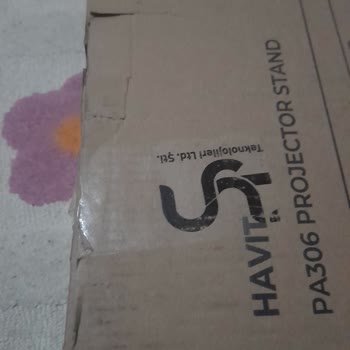 HAVIT
PA306 PROJECTOR STAND
Teknolojileri Ltd. Şti.